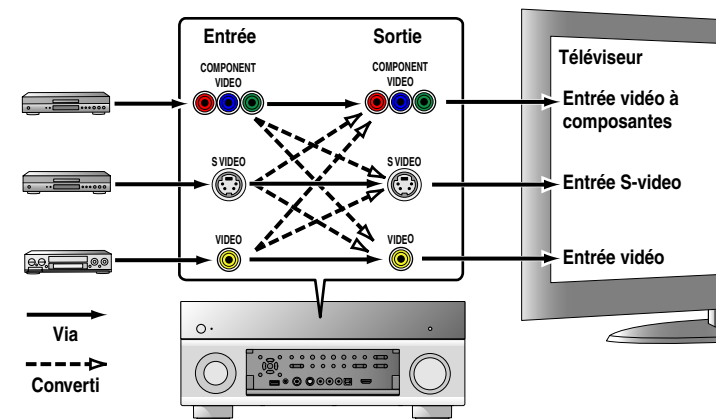 Entrée
Sortie
COMPONENT
VIDEO
COMPONENT
VIDEO
Téléviseur
Entrée vidéo à
composantes
S VIDEO
S VIDEO
Entrée S-video
VIDEO
VIDEO
Entrée vidéo
Via
Converti